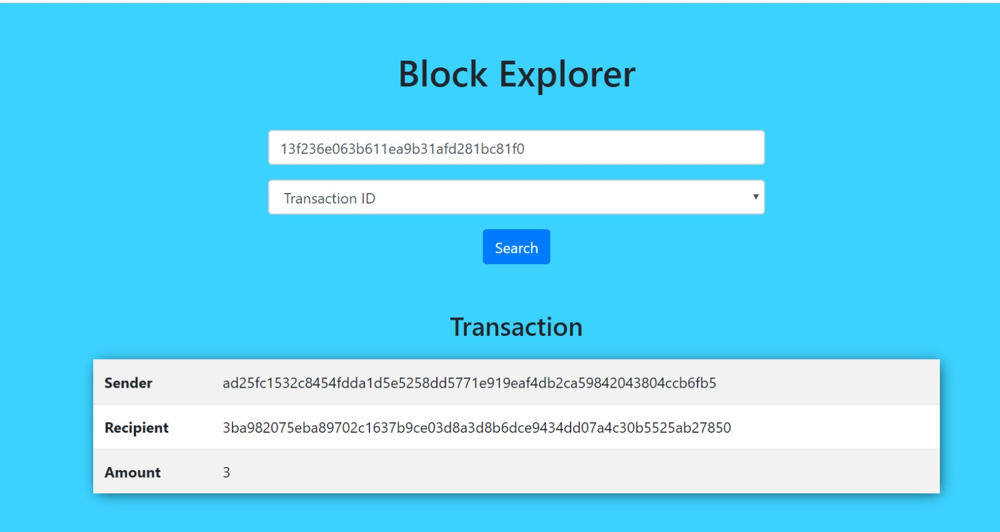 Block Explorer
13f236e063b611ea9b31afd281bc81f0
Transaction ID
Search
Transaction
Sender ad25fc1532c8454fdda1d5e5258dd5771e919eaf4db2ca59842043804ccb6fb5
Recipient 3ba982075eba89702c1637b9ce03d8a3d8b6dce9434dd07a4c30b5525ab27850
Amount 3